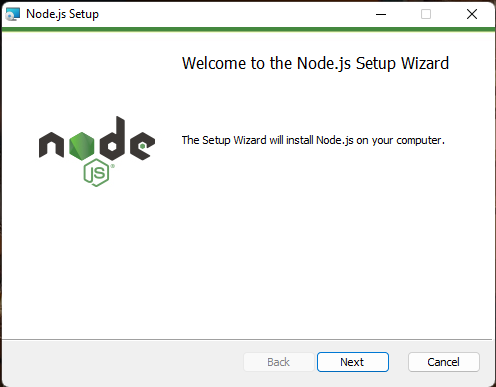 Node.js Setup
Welcome to the Node.js Setup Wizard
The Setup Wizard will install Node.js on your computer.
node
JS®
Back
Next
Cancel